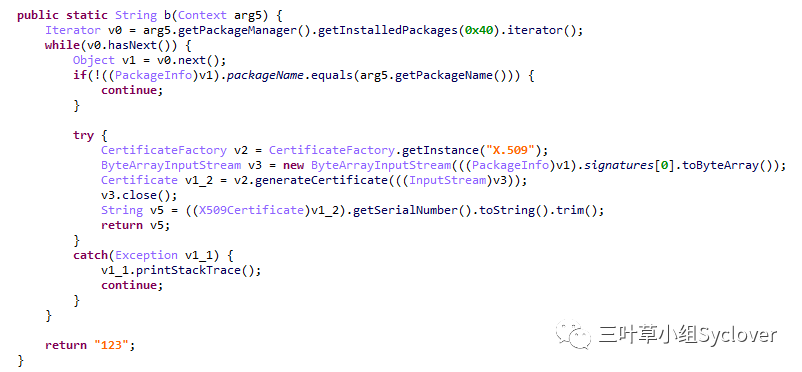 public static String b(Context arg5) {
    Iterator v0 = arg5.getPackageManager().getInstalledPackages(0x40).iterator();
    while(v0.hasNext()) {
        Object v1 = v0.next();
        if(!((PackageInfo)v1).packageName.equals(arg5.getPackageName())) {
            continue;
        }

        try {
            CertificateFactory v2 = CertificateFactory.getInstance("X.509");
            ByteArrayInputStream v3 = new ByteArrayInputStream(((PackageInfo)v1).signatures[0].toByteArray());
            Certificate v1_2 = v2.generateCertificate(((InputStream)v3));
            v3.close();
            String v5 = ((X509Certificate)v1_2).getSerialNumber().toString().trim();
            return v5;
        }
        catch(Exception v1_1) {
            v1_1.printStackTrace();
            continue;
        }
    }

    return "123";
}
三叶草小组Syclover